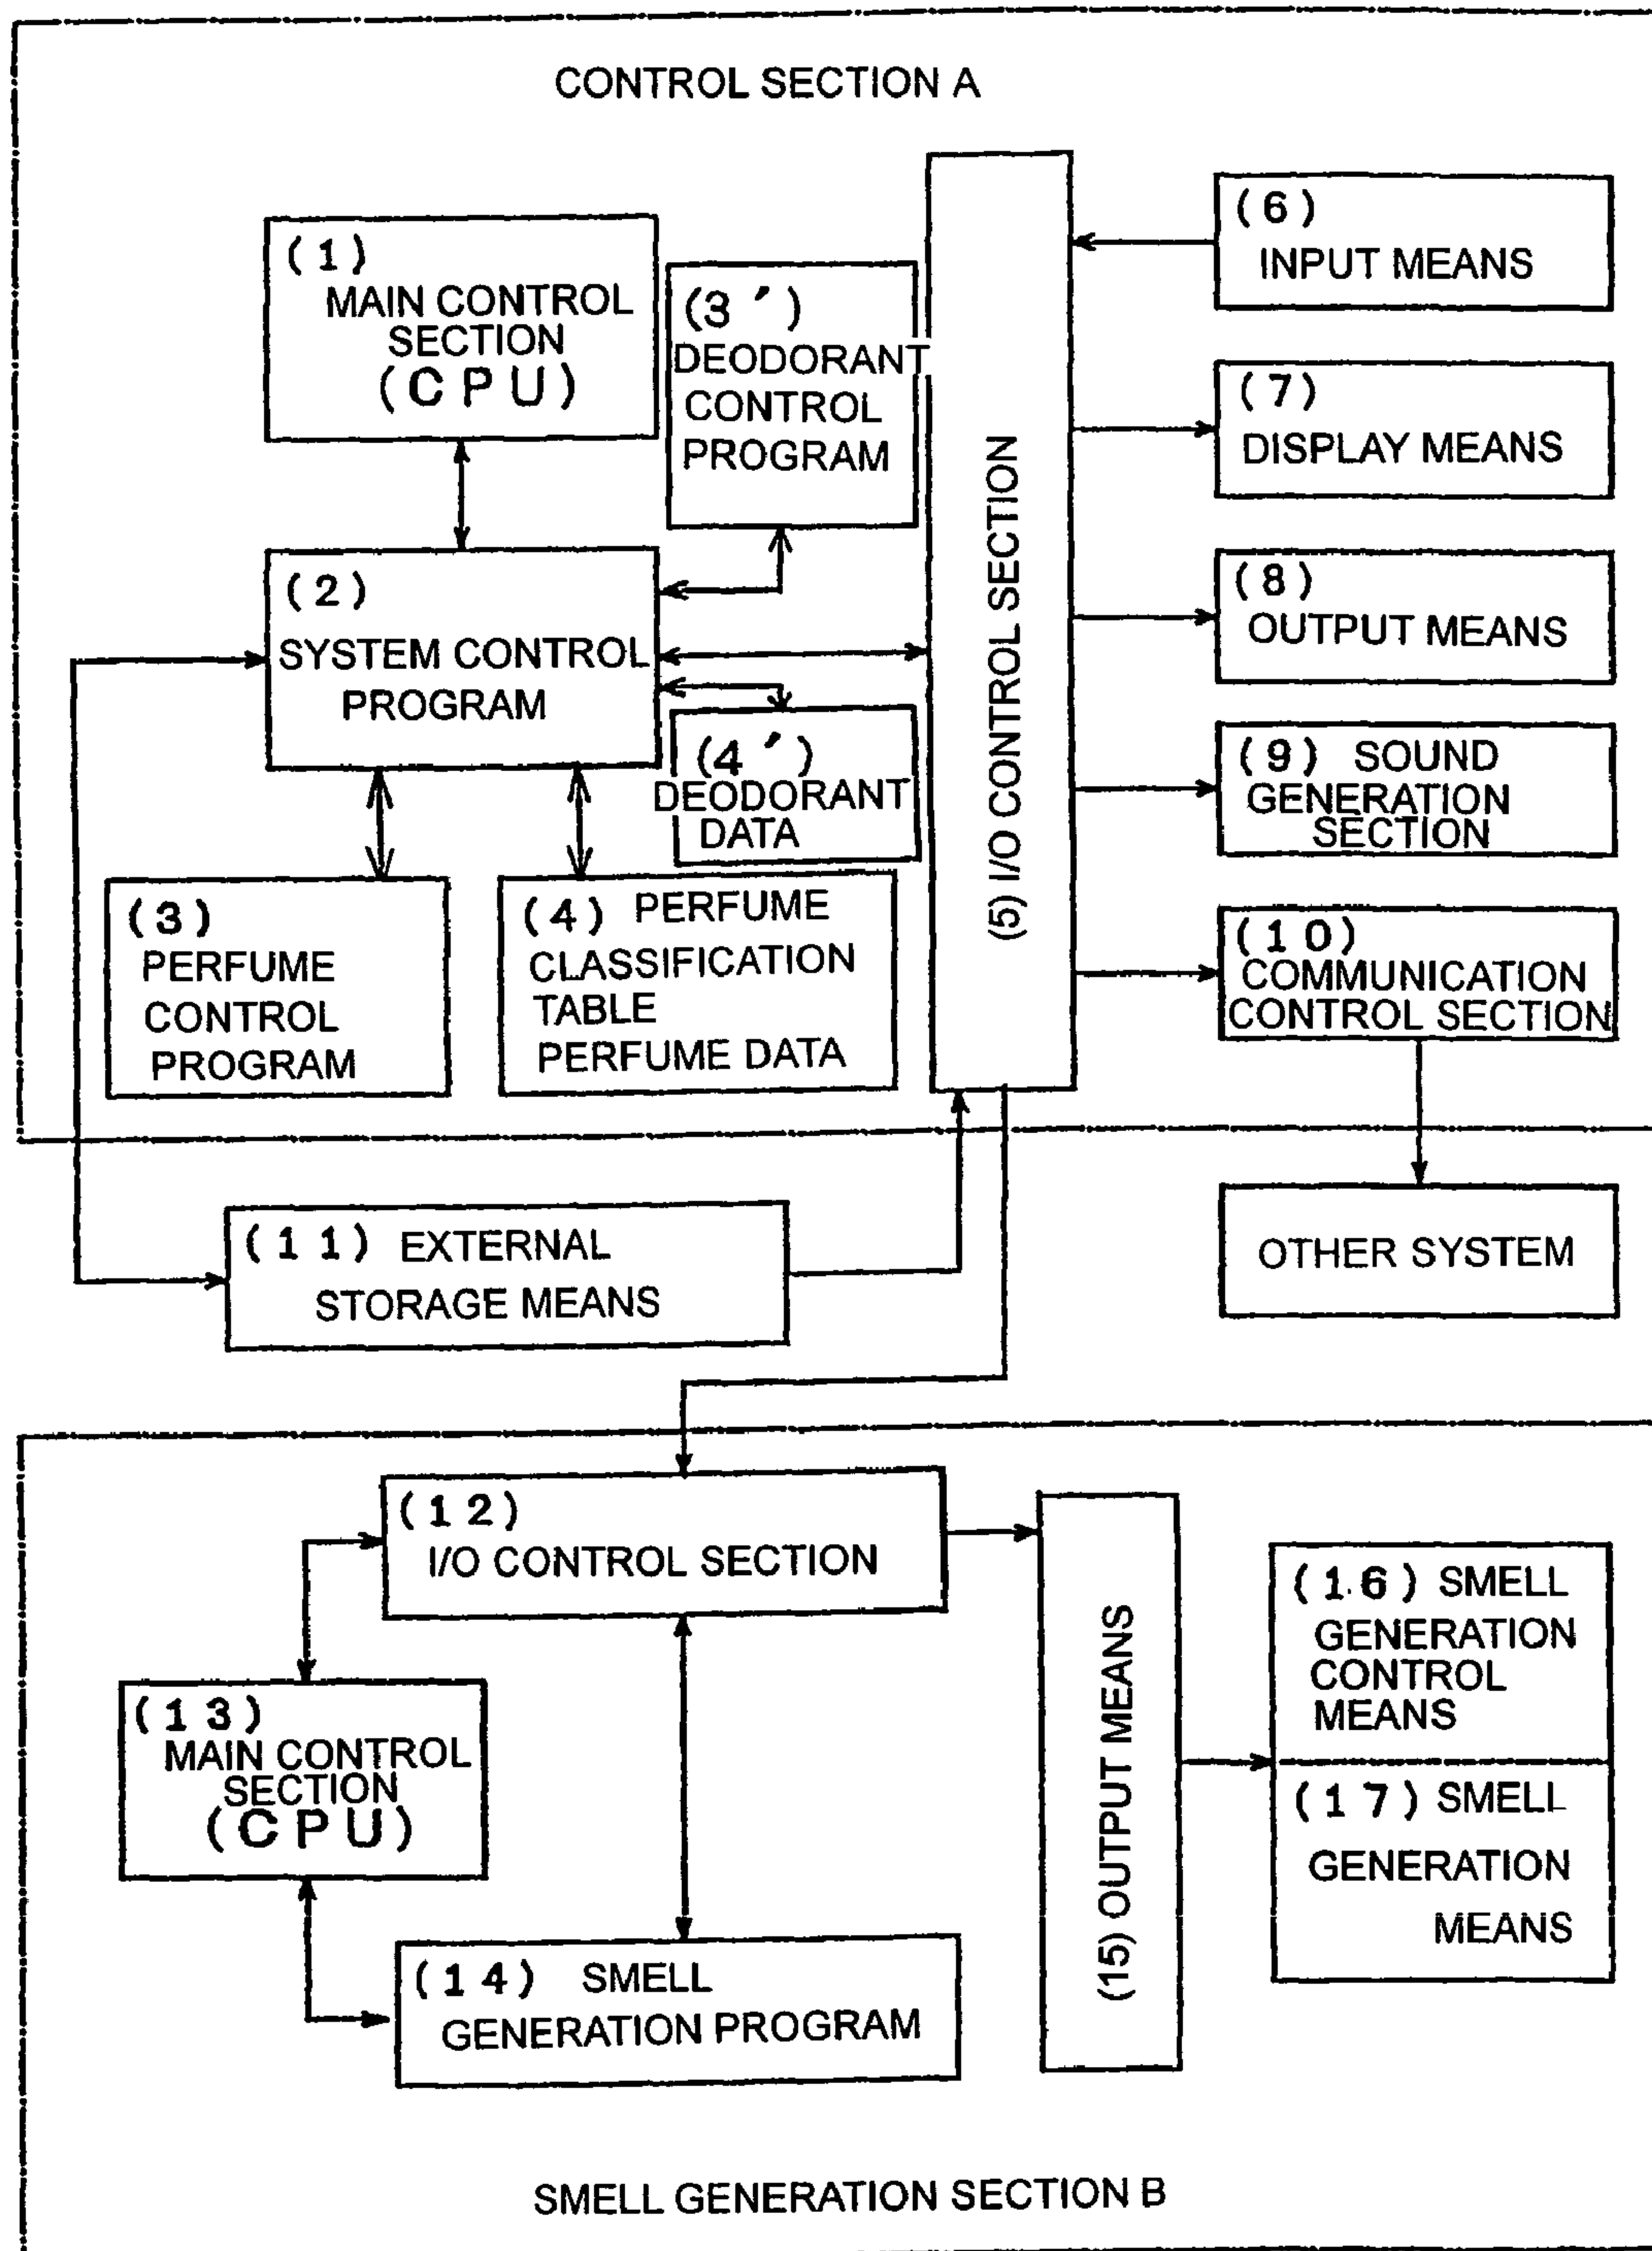 CONTROL SECTION A
(1)
MAIN CONTROL
SECTION
(CPU)
(2)
SYSTEM CONTROL
PROGRAM
(3')
DEODORANT
CONTROL
PROGRAM
(4')
DEODORANT
DATA
(3)
PERFUME
CONTROL
PROGRAM
(4) PERFUME
CLASSIFICATION
TABLE
PERFUME DATA
(5) I/O CONTROL SECTION
(6)
INPUT MEANS
(7)
DISPLAY MEANS
(8)
OUTPUT MEANS
(9) SOUND
GENERATION
SECTION
(10)
COMMUNICATION
CONTROL SECTION
OTHER SYSTEM
(11) EXTERNAL
STORAGE MEANS
(12)
I/O CONTROL SECTION
(13)
MAIN CONTROL
SECTION
(CPU)
(14) SMELL
GENERATION PROGRAM
(15) OUTPUT MEANS
(16) SMELL
GENERATION
CONTROL
MEANS
(17) SMELL
GENERATION
MEANS
SMELL GENERATION SECTION B